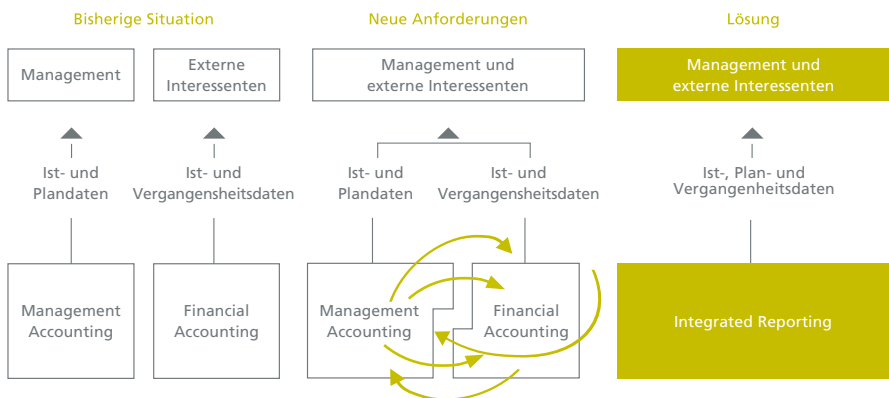 Bisherige Situation
Neue Anforderungen
Lösung
Management
Externe
Interessenten
Management und
externe Interessenten
Management und
externe Interessenten
Ist- und
Plandaten
Ist- und
Vergangensheitsdaten
Ist- und
Plandaten
Ist- und
Vergangensheitsdaten
Ist-, Plan- und
Vergangenheitsdaten
Management
Accounting
Financial
Accounting
Management
Accounting
Financial
Accounting
Integrated Reporting